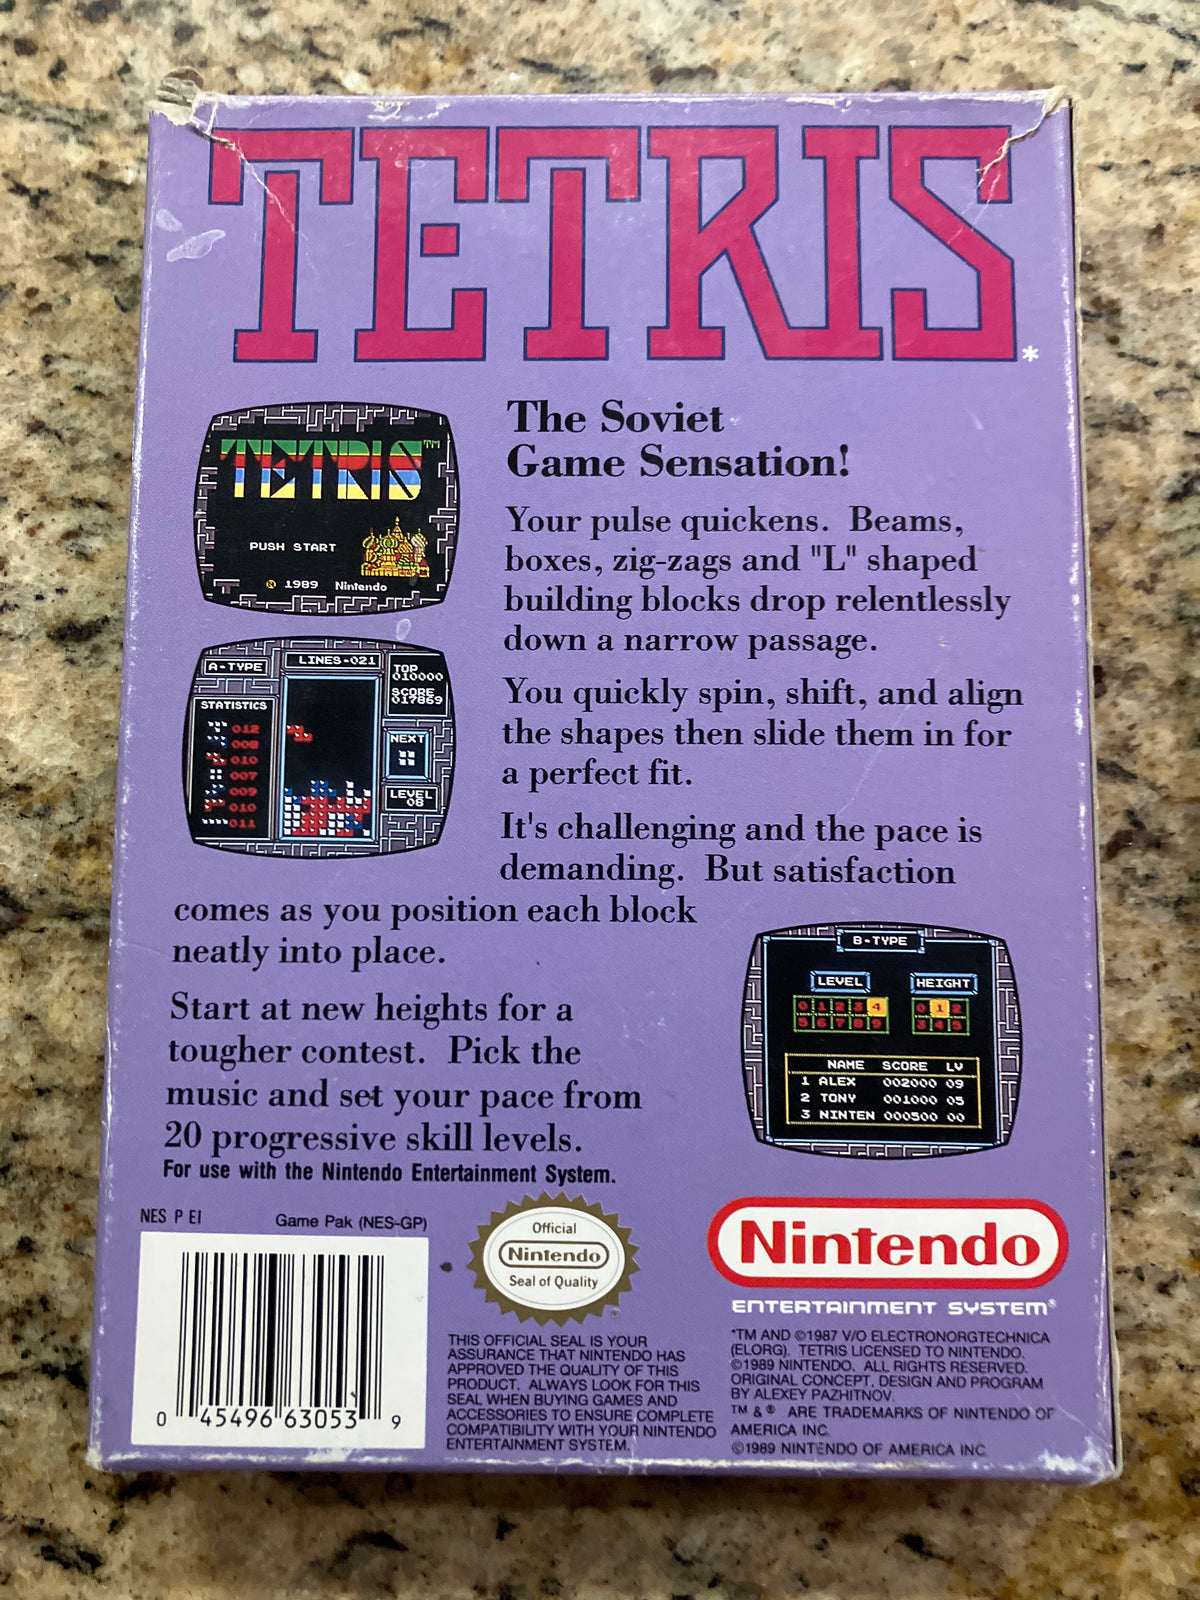 TETRIS*
TETRIS™
PUSH START
© 1989 Nintendo
The Soviet
Game Sensation!
Your pulse quickens. Beams,
boxes, zig-zags and "L" shaped
building blocks drop relentlessly
down a narrow passage.
A-TYPE
LINES-021
TOP
010000
SCORE
017869
STATISTICS
012
008
010
007
009
010
011
NEXT
LEVEL
06
You quickly spin, shift, and align
the shapes then slide them in for
a perfect fit.
It's challenging and the pace is
demanding. But satisfaction
comes as you position each block
neatly into place.
Start at new heights for a
tougher contest. Pick the
music and set your pace from
20 progressive skill levels.
For use with the Nintendo Entertainment System.
B-TYPE
LEVEL HEIGHT
0 1 2 3 4 0 1 2
5 6 7 8 9 3 4 5
NAME SCORE LV
1 ALEX 002000 09
2 TONY 001000 05
3 NINTEN 000500 00
NES P EI
Game Pak (NES-GP)
0 45496 63053 9
Official
Nintendo
Seal of Quality
®
THIS OFFICIAL SEAL IS YOUR
ASSURANCE THAT NINTENDO HAS
APPROVED THE QUALITY OF THIS
PRODUCT. ALWAYS LOOK FOR THIS
SEAL WHEN BUYING GAMES AND
ACCESSORIES TO ENSURE COMPLETE
COMPATIBILITY WITH YOUR NINTENDO
ENTERTAINMENT SYSTEM.
Nintendo
ENTERTAINMENT SYSTEM®
*TM AND ©1987 V/O ELECTRONORGTECHNICA
(ELORG). TETRIS LICENSED TO NINTENDO.
©1989 NINTENDO. ALL RIGHTS RESERVED.
ORIGINAL CONCEPT, DESIGN AND PROGRAM
BY ALEXEY PAZHITNOV.
™ & ® ARE TRADEMARKS OF NINTENDO OF
AMERICA INC.
©1989 NINTENDO OF AMERICA INC.